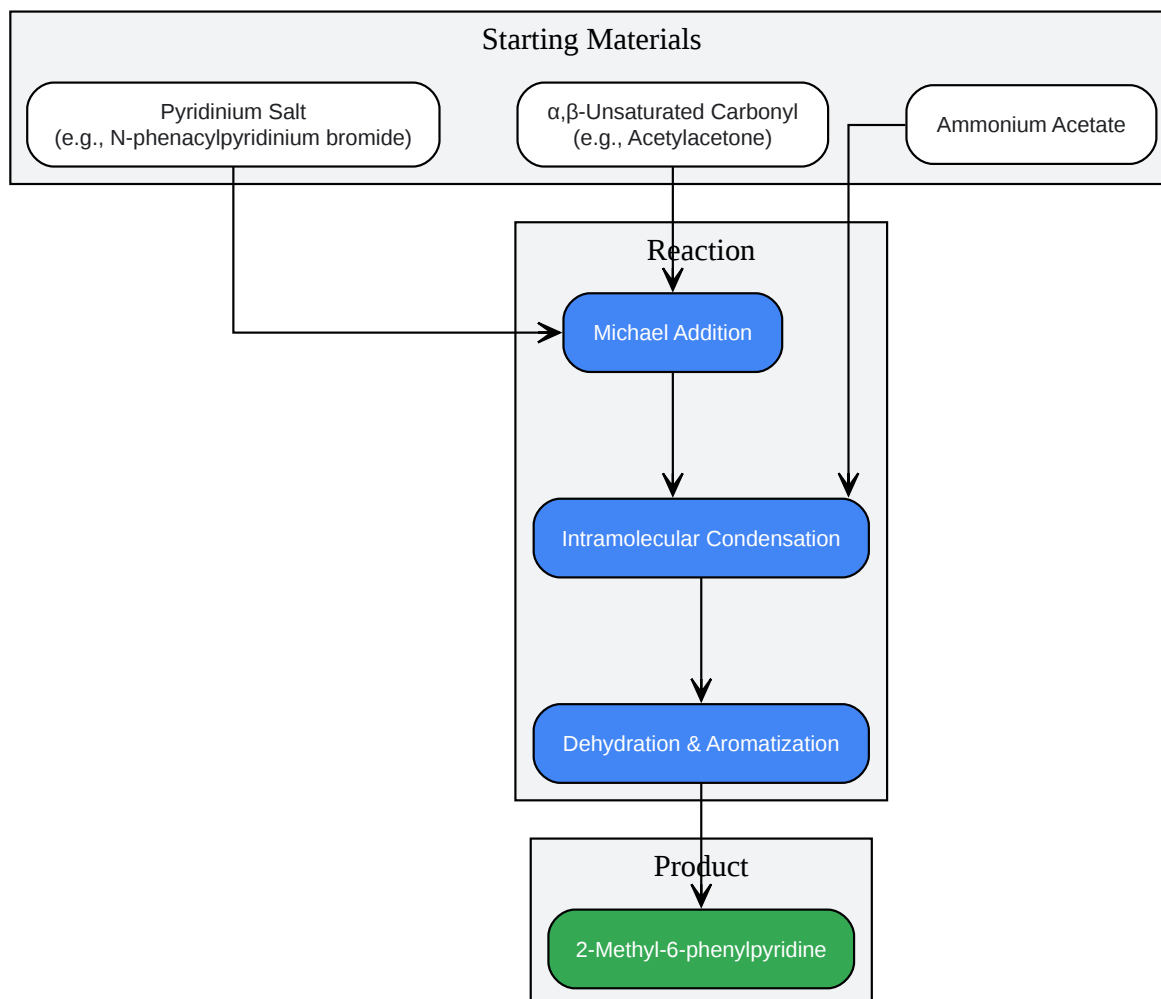 Starting Materials
Pyridinium Salt
(e.g., N-phenacylpyridinium bromide)
α,β-Unsaturated Carbonyl
(e.g., Acetylacetone)
Ammonium Acetate
Reaction
Michael Addition
Intramolecular Condensation
Dehydration & Aromatization
Product
2-Methyl-6-phenylpyridine